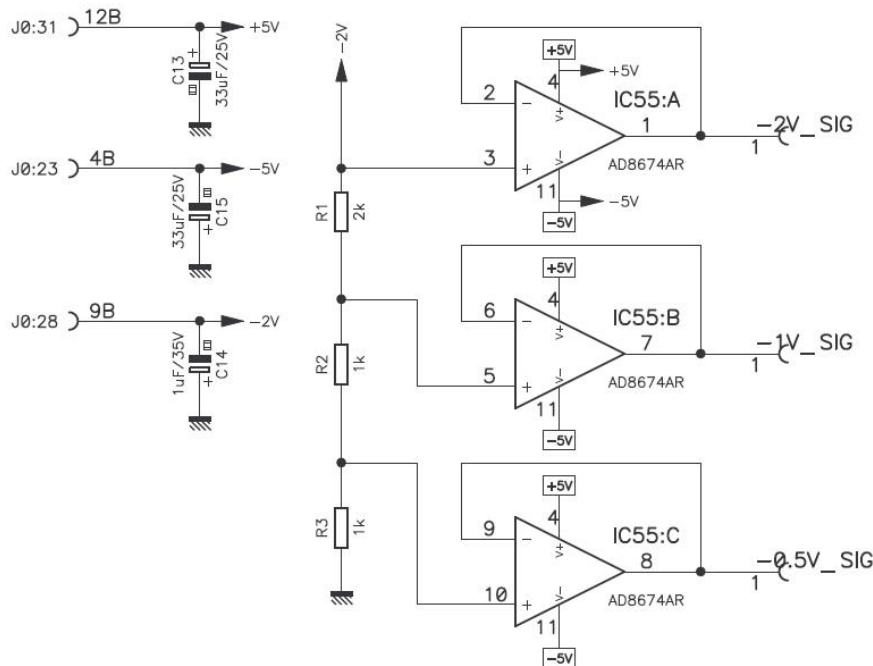 J0:31 12B +5V
C13
33uF/25V
J0:23 4B -5V
33uF/25V
C15
J0:28 9B -2V
1uF/35V
C14
-2V
R1 2k
R2 1k
R3 1k
+5V
4 +5V
2 - V+ IC55:A
1 -2V_SIG
1
3 + V- AD8674AR
11 -5V
-5V
+5V
4
6 - V+ IC55:B
7 -1V_SIG
1
5 + V- AD8674AR
11
-5V
+5V
4
9 - V+ IC55:C
8 -0.5V_SIG
1
10 + V- AD8674AR
11
-5V